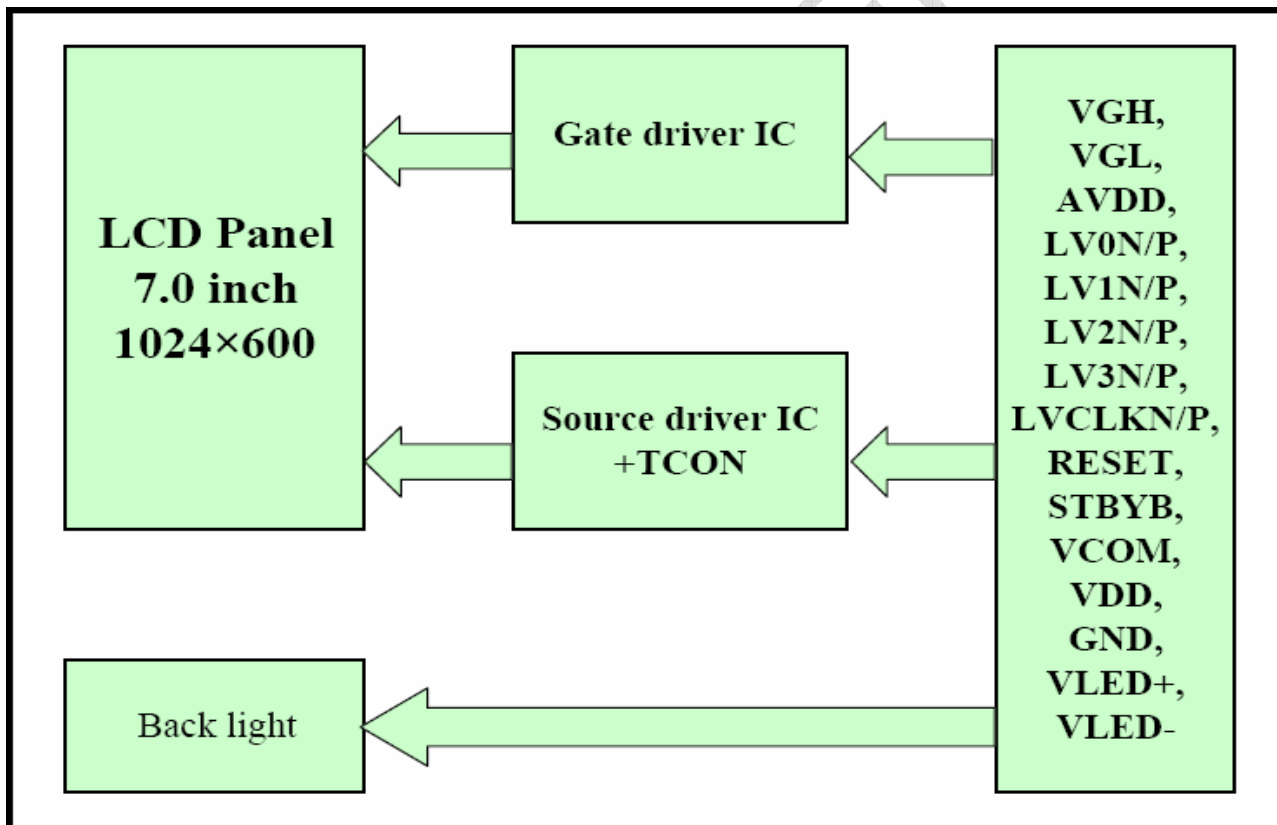 LCD Panel
7.0 inch
1024×600
Gate driver IC
Source driver IC
+TCON
Back light
VGH,
VGL,
AVDD,
LV0N/P,
LV1N/P,
LV2N/P,
LV3N/P,
LVCLKN/P,
RESET,
STBYB,
VCOM,
VDD,
GND,
VLED+,
VLED-